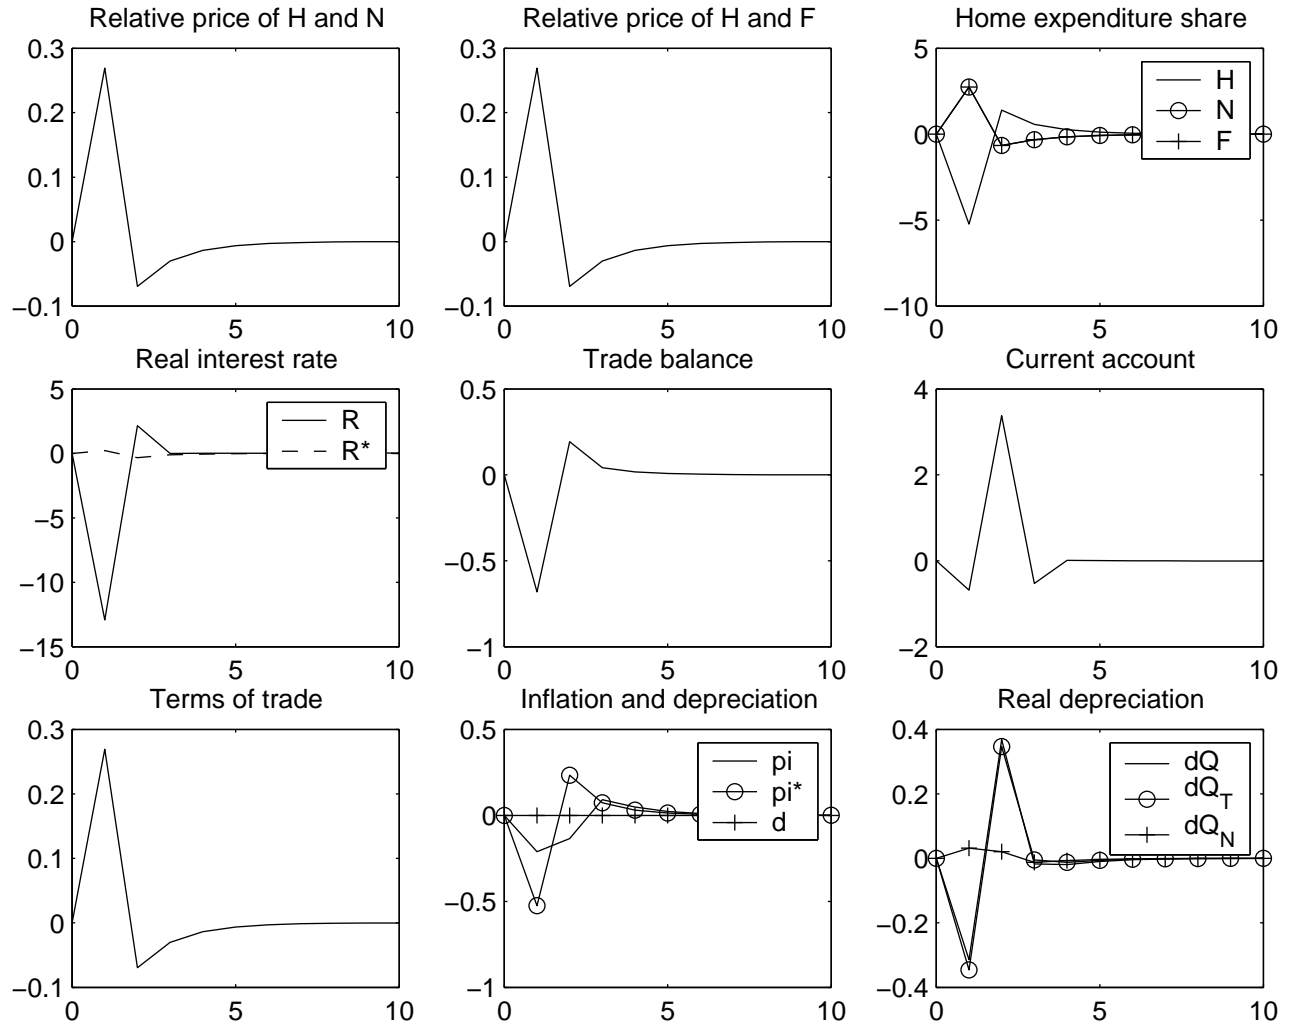 Relative price of H and N
0.3
0.2
0.1
0
−0.1
0 5 10
Relative price of H and F
0.3
0.2
0.1
0
−0.1
0 5 10
Home expenditure share
5
0
−5
−10
0 5 10
H
N
F
Real interest rate
5
0
−5
−10
−15
0 5 10
R
R*
Trade balance
0.5
0
−0.5
−1
0 5 10
Current account
4
2
0
−2
0 5 10
Terms of trade
0.3
0.2
0.1
0
−0.1
0 5 10
Inflation and depreciation
0.5
0
−0.5
−1
0 5 10
pi
pi*
d
Real depreciation
0.4
0.2
0
−0.2
−0.4
0 5 10
dQ
dQ_T
dQ_N